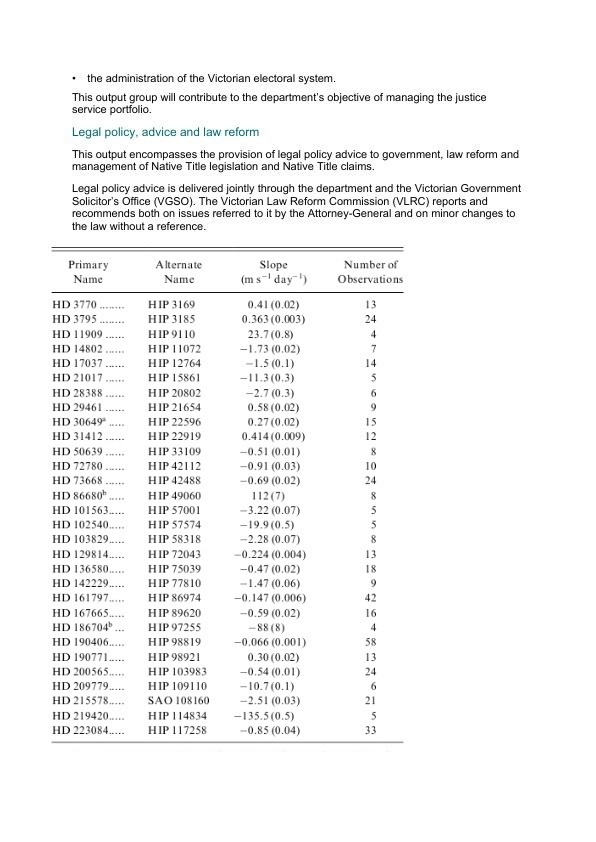 • the administration of the Victorian electoral system.
This output group will contribute to the department's objective of managing the justice
service portfolio.
Legal policy, advice and law reform
This output encompasses the provision of legal policy advice to government, law reform and
management of Native Title legislation and Native Title claims.
Legal policy advice is delivered jointly through the department and the Victorian Government
Solicitor's Office (VGSO). The Victorian Law Reform Commission (VLRC) reports and
recommends both on issues referred to it by the Attorney-General and on minor changes to
the law without a reference.
Primary Alternate Slope Number of
Name Name (m s⁻¹ day⁻¹) Observations
HD 3770 ........ HIP 3169 0.41 (0.02) 13
HD 3795 ........ HIP 3185 0.363 (0.003) 24
HD 11909 ...... HIP 9110 23.7 (0.8) 4
HD 14802 ...... HIP 11072 −1.73 (0.02) 7
HD 17037 ...... HIP 12764 −1.5 (0.1) 14
HD 21017 ...... HIP 15861 −11.3 (0.3) 5
HD 28388 ...... HIP 20802 −2.7 (0.3) 6
HD 29461 ...... HIP 21654 0.58 (0.02) 9
HD 30649ᵃ ..... HIP 22596 0.27 (0.02) 15
HD 31412 ...... HIP 22919 0.414 (0.009) 12
HD 50639 ...... HIP 33109 −0.51 (0.01) 8
HD 72780 ...... HIP 42112 −0.91 (0.03) 10
HD 73668 ...... HIP 42488 −0.69 (0.02) 24
HD 86680ᵇ ..... HIP 49060 112 (7) 8
HD 101563..... HIP 57001 −3.22 (0.07) 5
HD 102540..... HIP 57574 −19.9 (0.5) 5
HD 103829..... HIP 58318 −2.28 (0.07) 8
HD 129814..... HIP 72043 −0.224 (0.004) 13
HD 136580..... HIP 75039 −0.47 (0.02) 18
HD 142229..... HIP 77810 −1.47 (0.06) 9
HD 161797..... HIP 86974 −0.147 (0.006) 42
HD 167665..... HIP 89620 −0.59 (0.02) 16
HD 186704ᵇ ... HIP 97255 −88 (8) 4
HD 190406..... HIP 98819 −0.066 (0.001) 58
HD 190771..... HIP 98921 0.30 (0.02) 13
HD 200565..... HIP 103983 −0.54 (0.01) 24
HD 209779..... HIP 109110 −10.7 (0.1) 6
HD 215578..... SAO 108160 −2.51 (0.03) 21
HD 219420..... HIP 114834 −135.5 (0.5) 5
HD 223084..... HIP 117258 −0.85 (0.04) 33